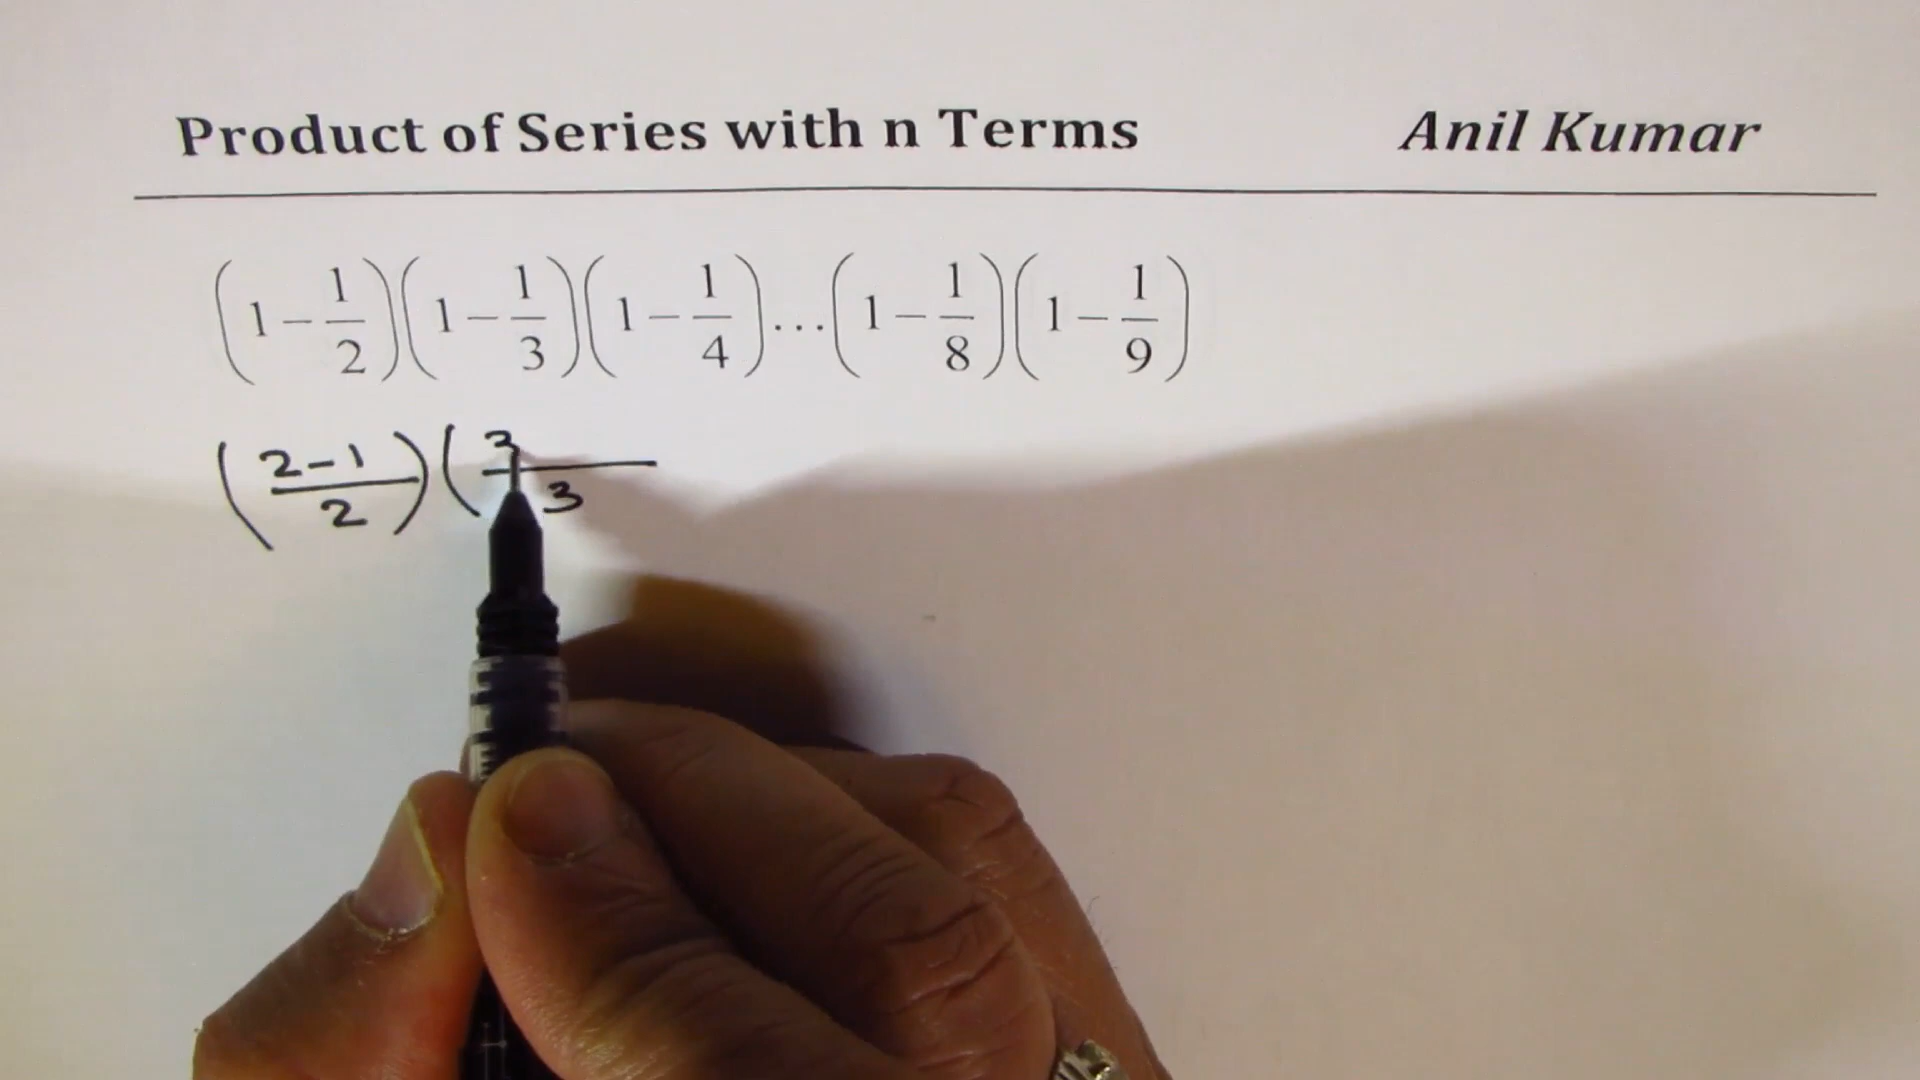 Product of Series with n Terms Anil Kumar
(1 - 1/2)(1 - 1/3)(1 - 1/4)...(1 - 1/8)(1 - 1/9)
((2-1)/2)(3/3